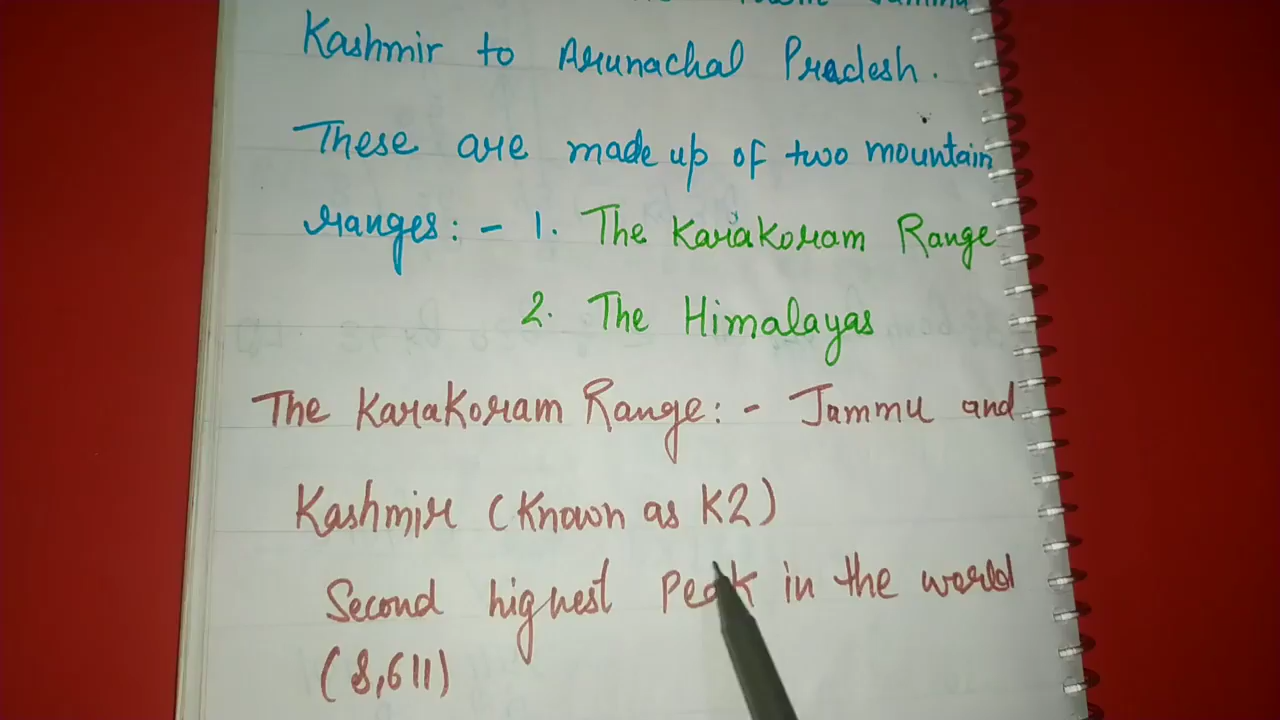 Kashmir to Arunachal Pradesh.
These are made up of two mountain
ranges:- 1. The Karakoram Range
2. The Himalayas
The Karakoram Range:- Jammu and
Kashmir (Known as K2)
Second highest Peak in the world
(8,611)